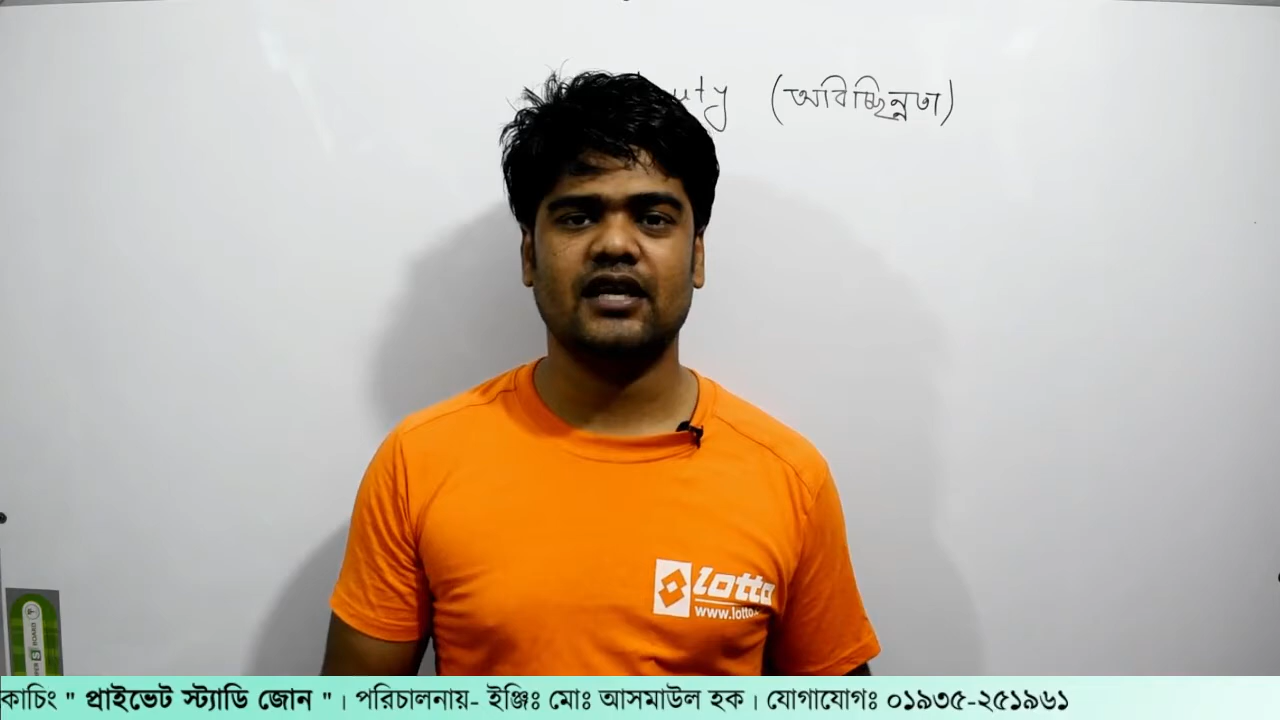 (অবিচ্ছিন্নতা)
lotto
www.lotto.
কাচিং " প্রাইভেট স্ট্যাডি জোন " । পরিচালনায়- ইঞ্জিঃ মোঃ আসমাউল হক । যোগাযোগঃ ০১৯৩৫-২৫১৯৬১